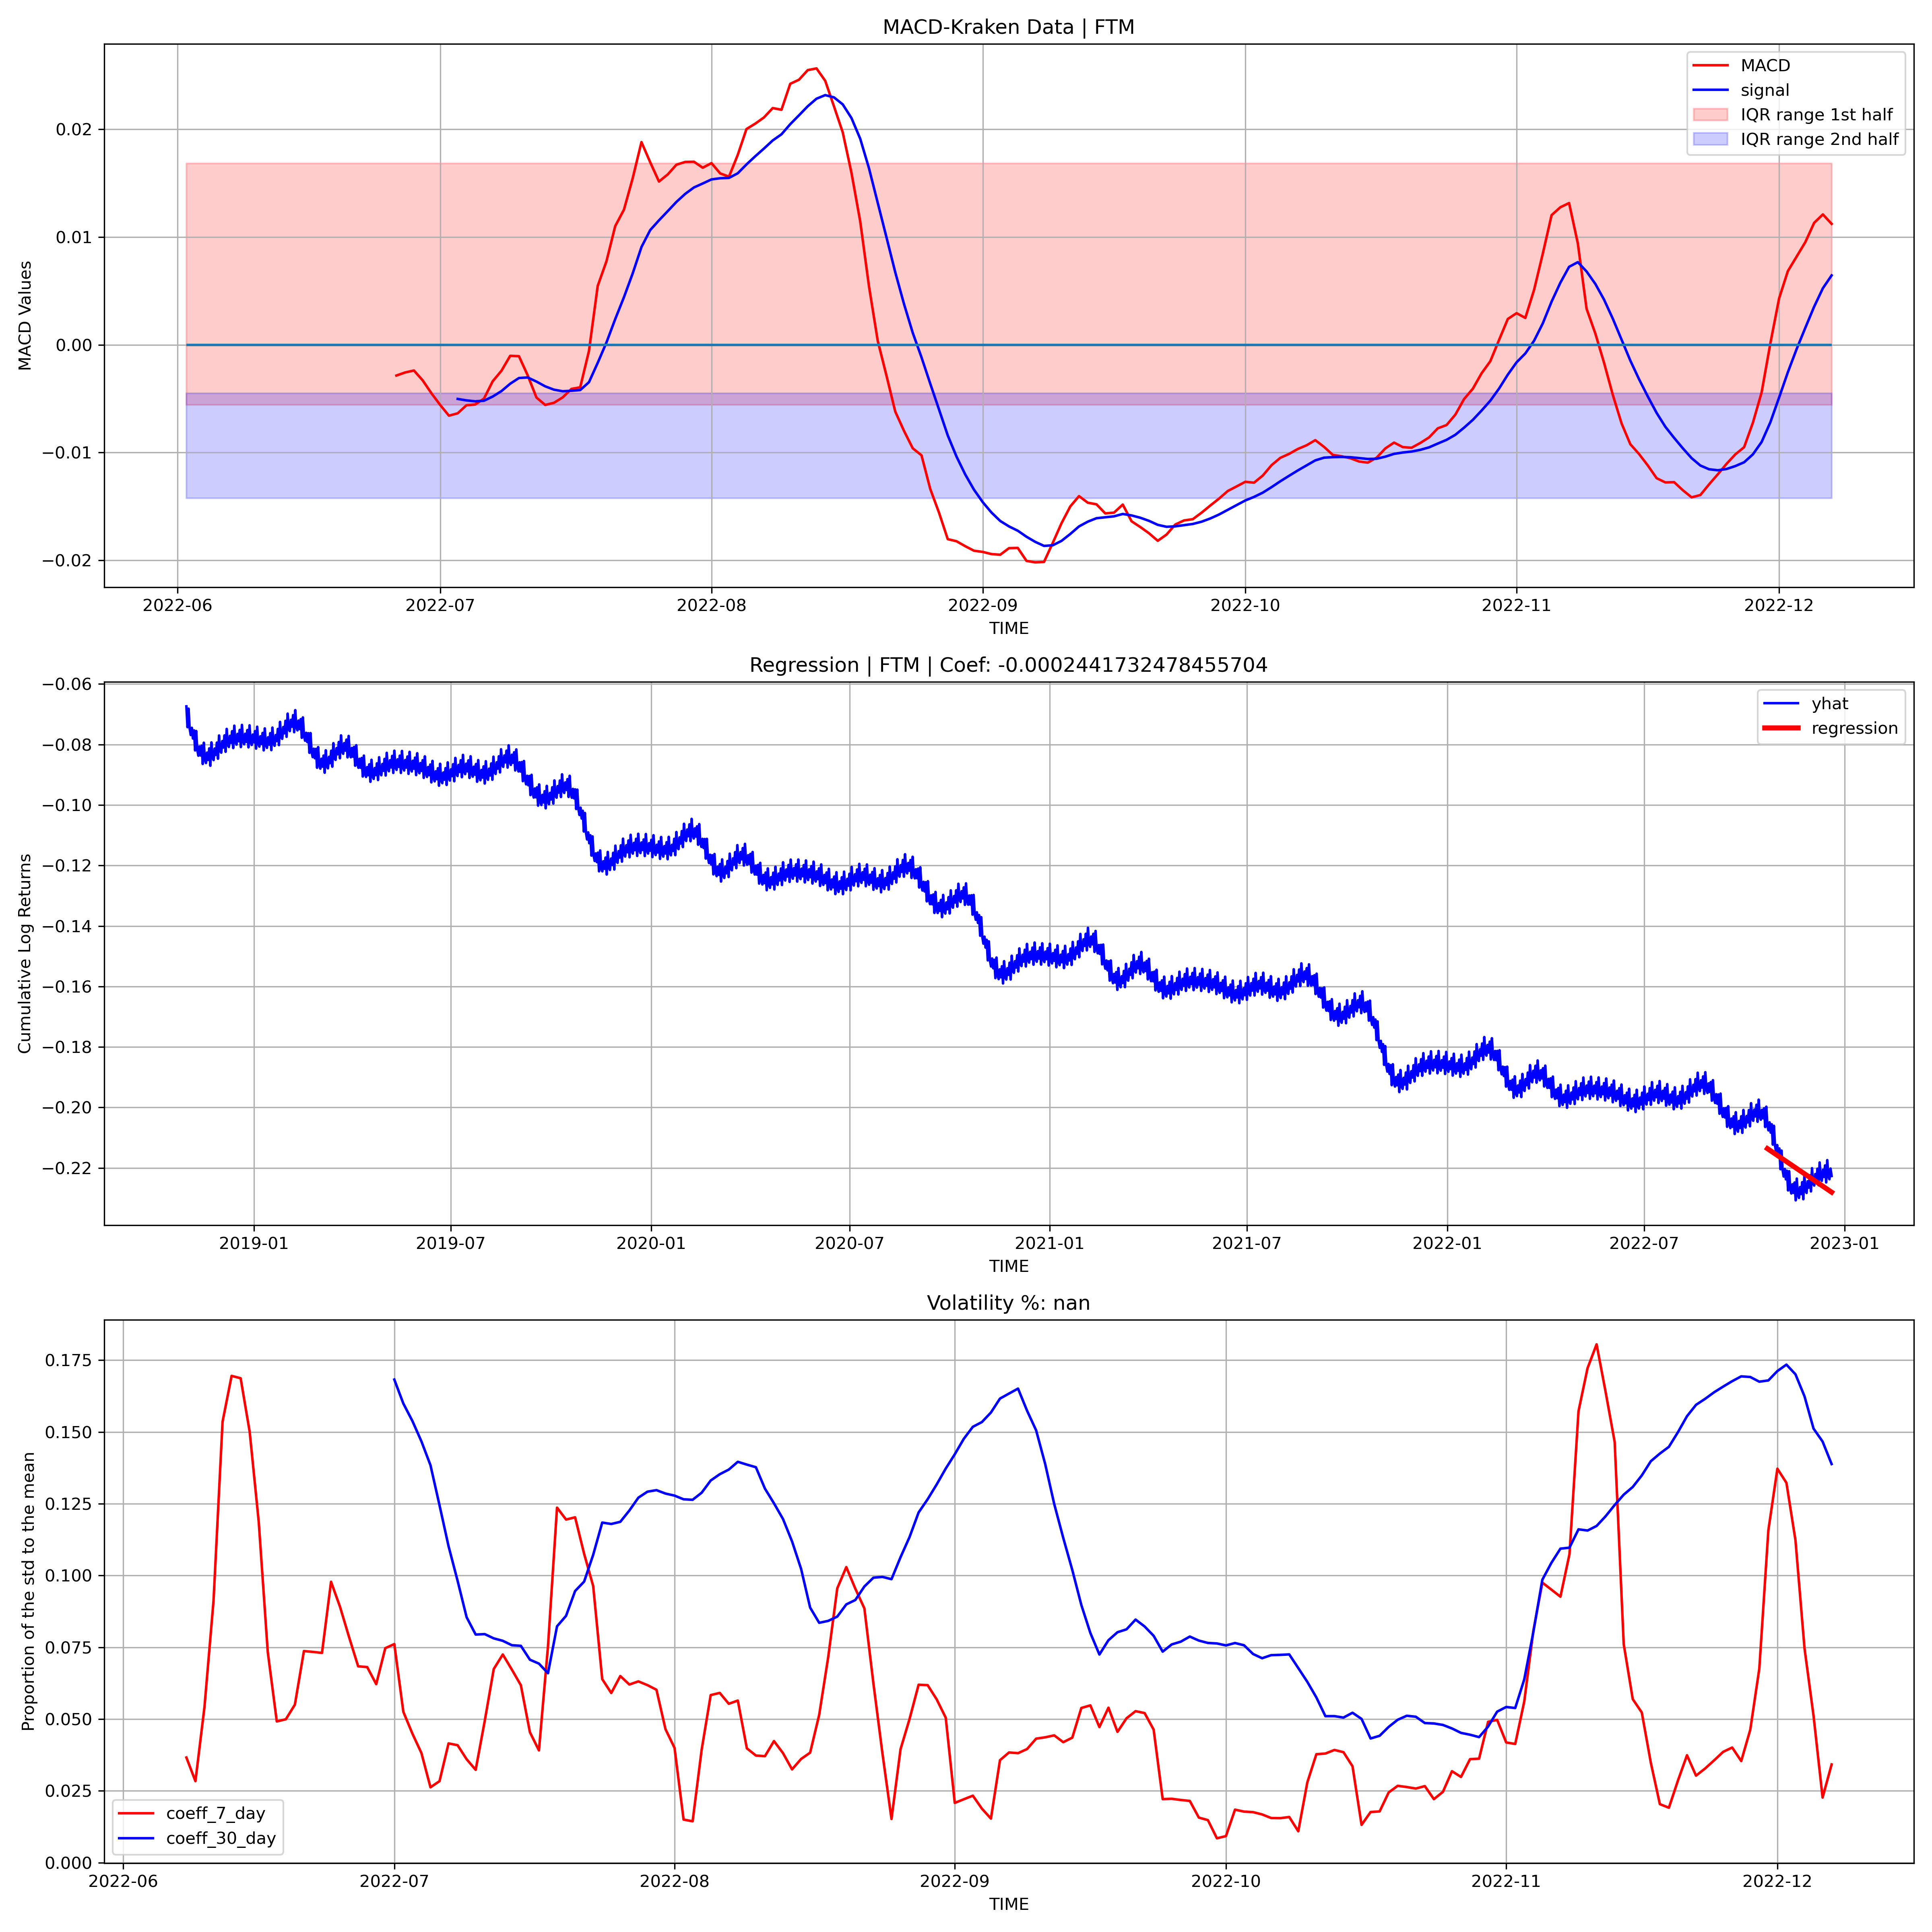 MACD-Kraken Data | FTM
MACD Values
0.02
0.01
0.00
−0.01
−0.02
MACD
signal
IQR range 1st half
IQR range 2nd half
2022-06 2022-07 2022-08 2022-09 2022-10 2022-11 2022-12
TIME
Regression | FTM | Coef: -0.0002441732478455704
Cumulative Log Returns
−0.06
−0.08
−0.10
−0.12
−0.14
−0.16
−0.18
−0.20
−0.22
yhat
regression
2019-01 2019-07 2020-01 2020-07 2021-01 2021-07 2022-01 2022-07 2023-01
TIME
Volatility %: nan
Proportion of the std to the mean
0.175
0.150
0.125
0.100
0.075
0.050
0.025
0.000
coeff_7_day
coeff_30_day
2022-06 2022-07 2022-08 2022-09 2022-10 2022-11 2022-12
TIME